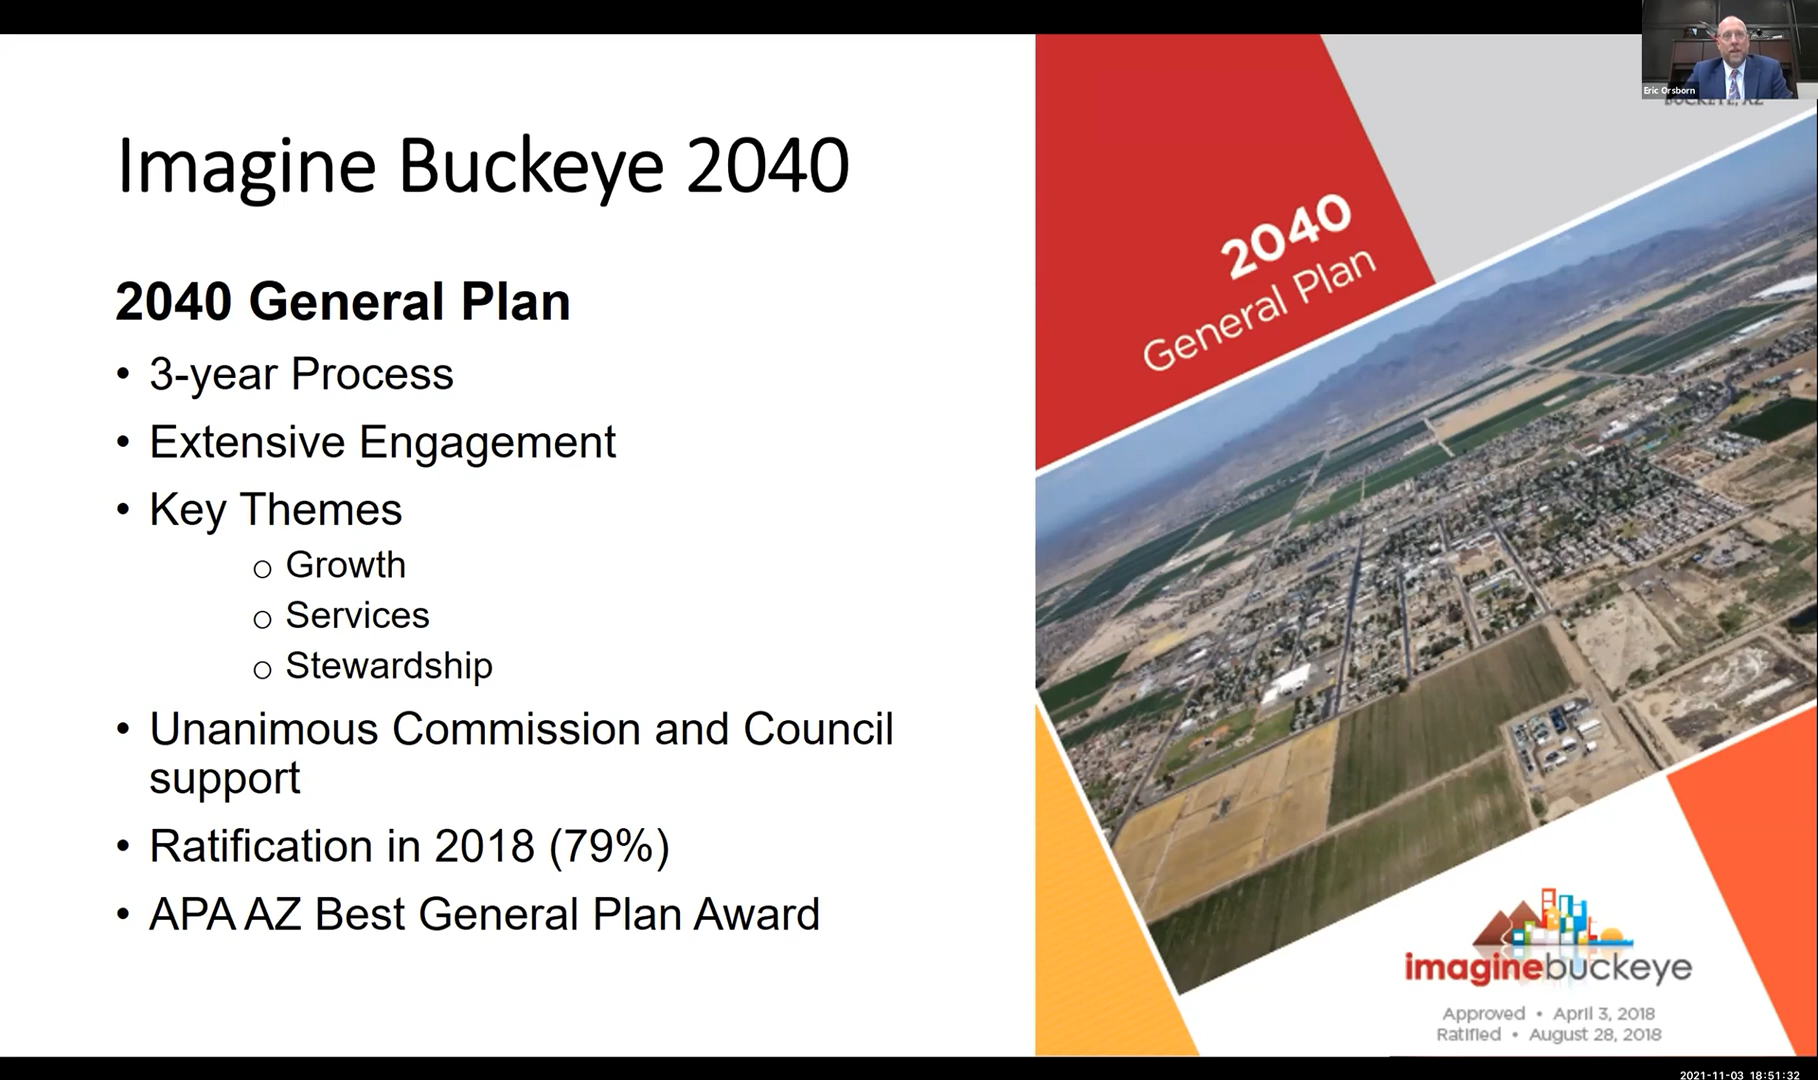 Imagine Buckeye 2040
2040 General Plan
• 3-year Process
• Extensive Engagement
• Key Themes
o Growth
o Services
o Stewardship
• Unanimous Commission and Council
support
• Ratification in 2018 (79%)
• APA AZ Best General Plan Award
Eric Orsborn
BUCKEYE, AZ
2040
General Plan
imaginebuckeye
Approved • April 3, 2018
Ratified • August 28, 2018
2021-11-03 18:51:32